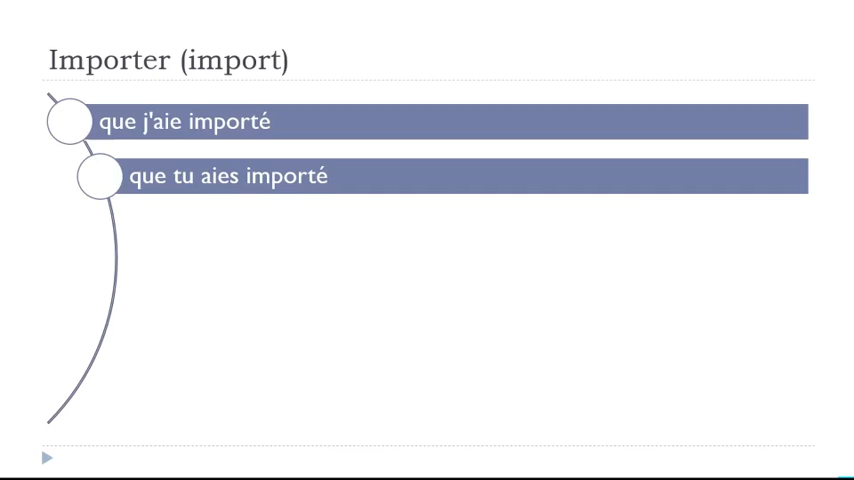 Importer (import)
que j'aie importé
que tu aies importé